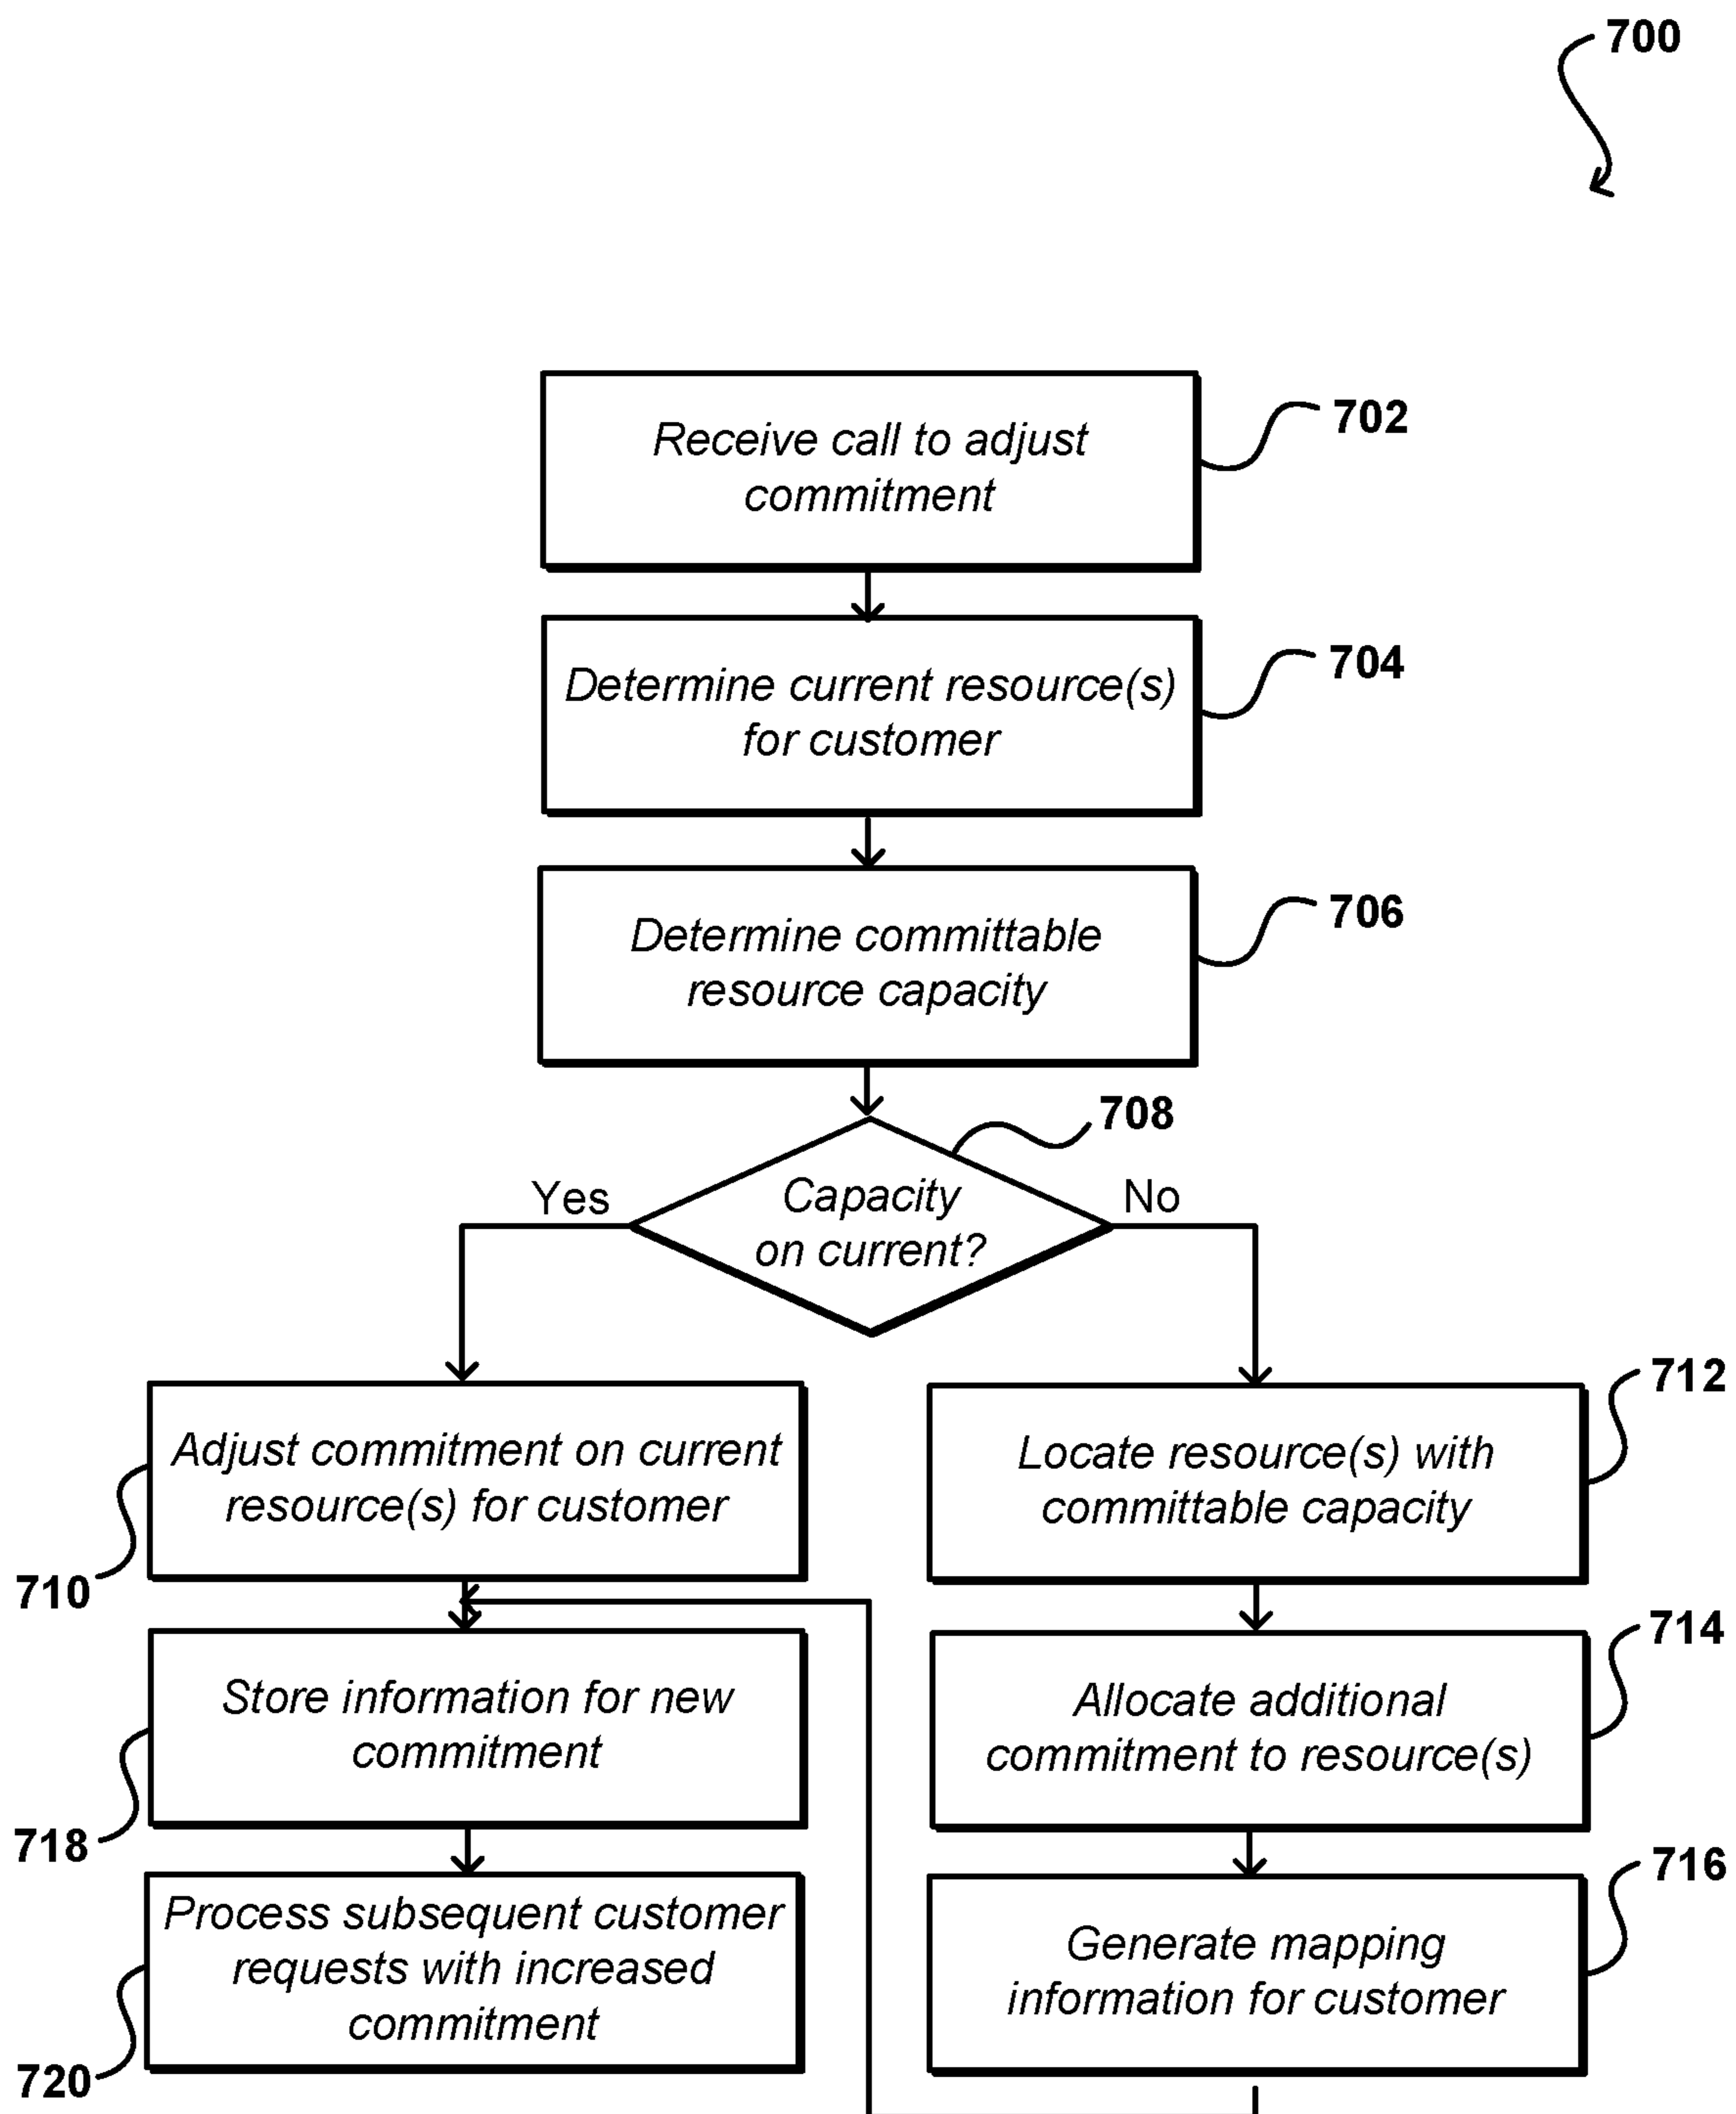 700
Receive call to adjust
commitment
702
Determine current resource(s)
for customer
704
Determine committable
resource capacity
706
708
Yes
Capacity
on current?
No
Adjust commitment on current
resource(s) for customer
710
Locate resource(s) with
committable capacity
712
Store information for new
commitment
718
Allocate additional
commitment to resource(s)
714
Process subsequent customer
requests with increased
commitment
720
Generate mapping
information for customer
716